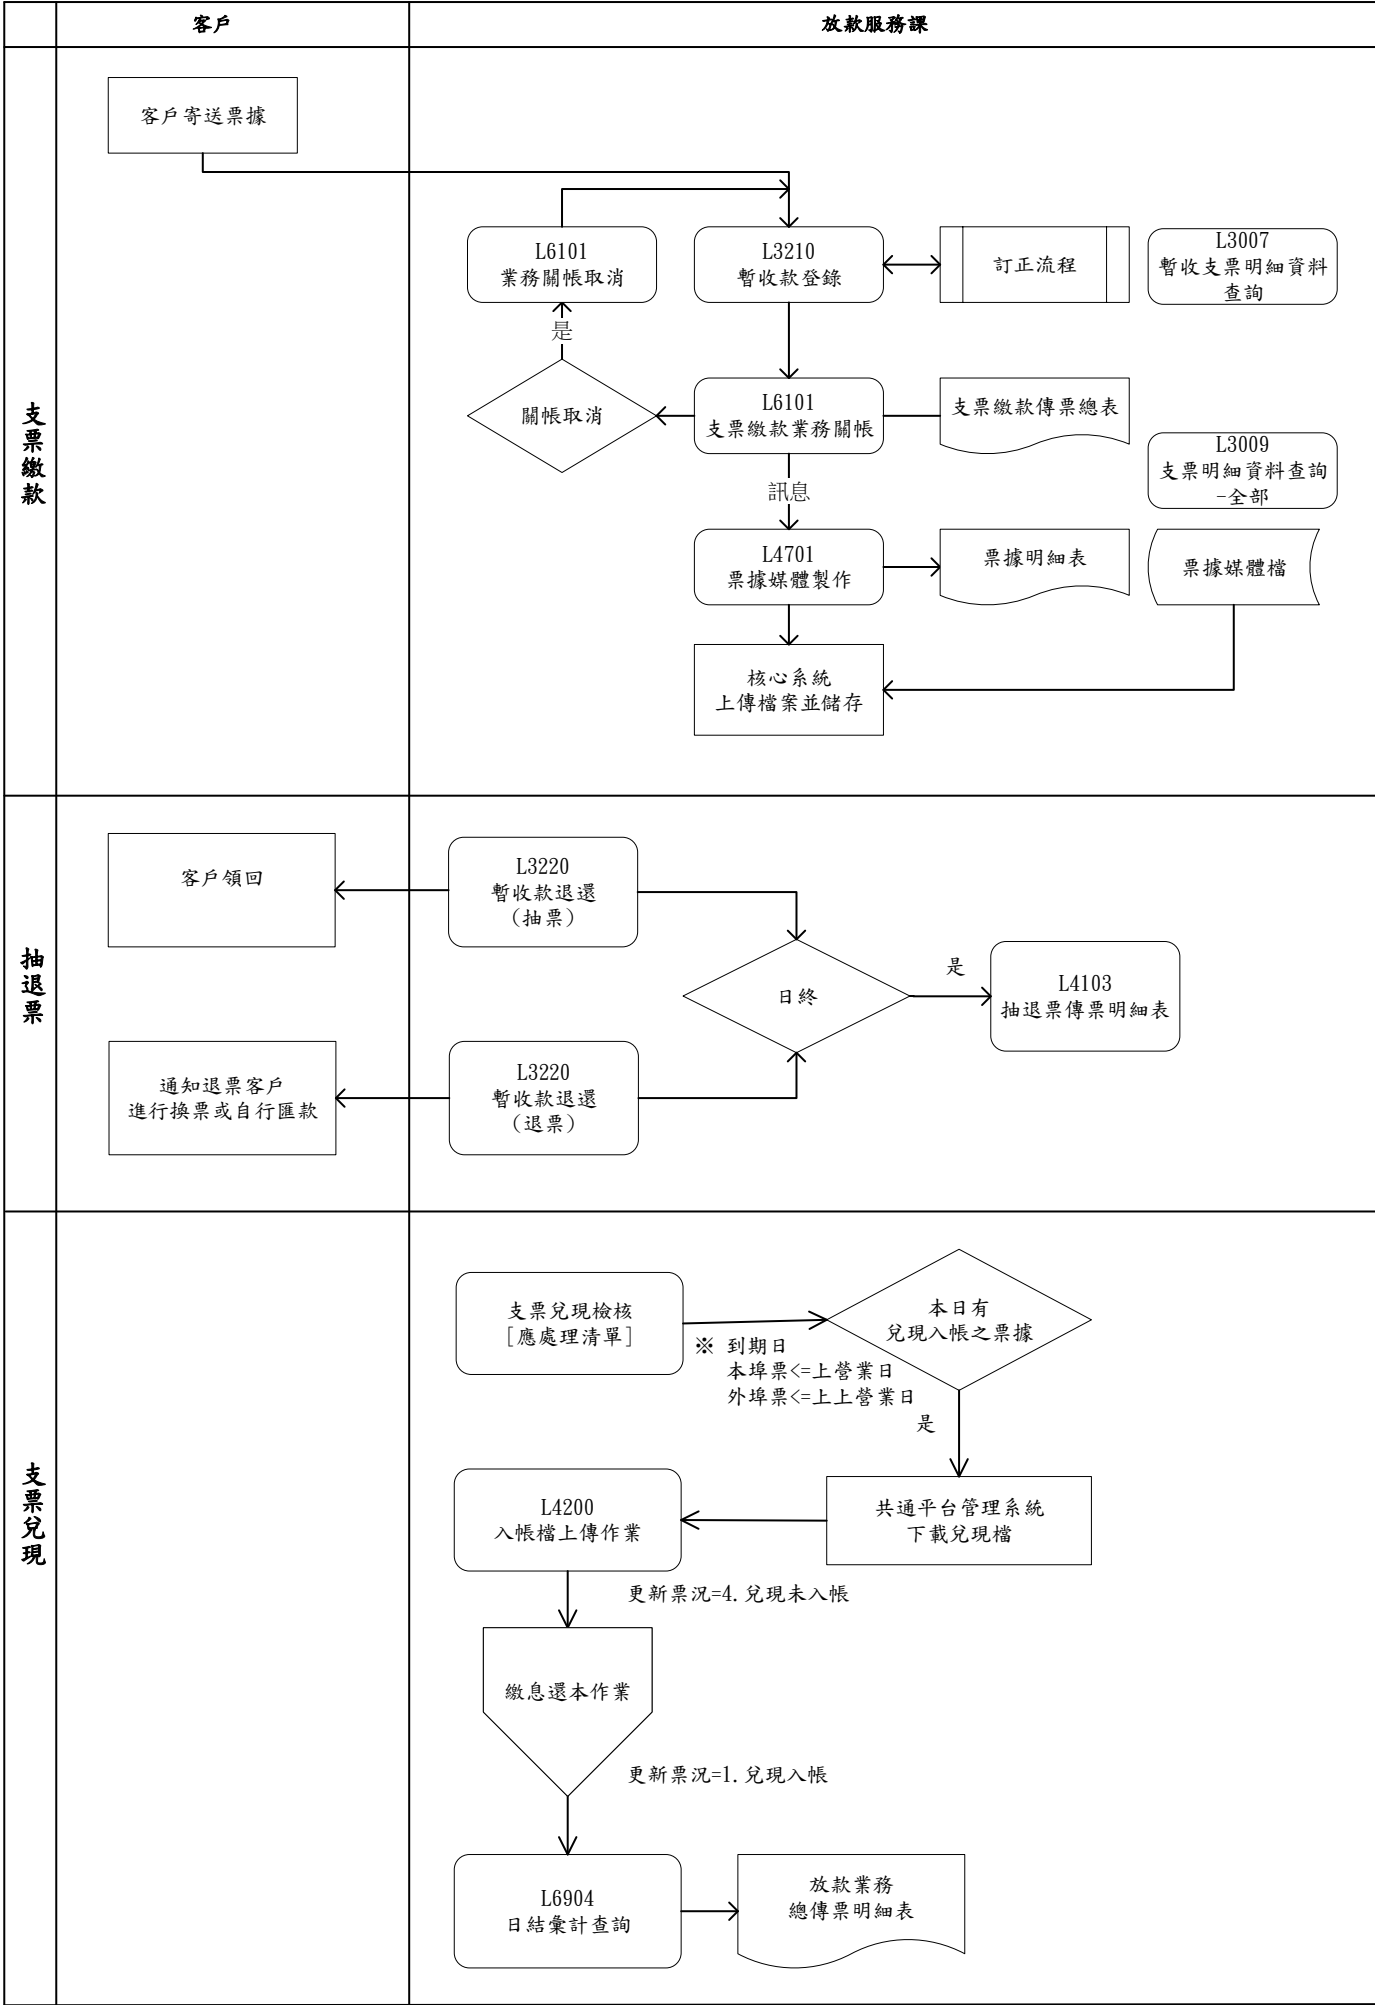 客戶
放款服務課
支票繳款
客戶寄送票據
L6101
業務關帳取消
L3210
暫收款登錄
訂正流程
L3007
暫收支票明細資料
查詢
是
關帳取消
L6101
支票繳款業務關帳
支票繳款傳票總表
L3009
支票明細資料查詢
-全部
訊息
L4701
票據媒體製作
票據明細表
票據媒體檔
核心系統
上傳檔案並儲存
抽退票
客戶領回
L3220
暫收款退還
(抽票)
日終
是
L4103
抽退票傳票明細表
通知退票客戶
進行換票或自行匯款
L3220
暫收款退還
(退票)
支票兌現
支票兌現檢核
[應處理清單]
※ 到期日
本埠票<=上營業日
外埠票<=上上營業日
本日有
兌現入帳之票據
是
L4200
入帳檔上傳作業
共通平台管理系統
下載兌現檔
更新票況=4.兌現未入帳
繳息還本作業
更新票況=1.兌現入帳
L6904
日結彙計查詢
放款業務
總傳票明細表